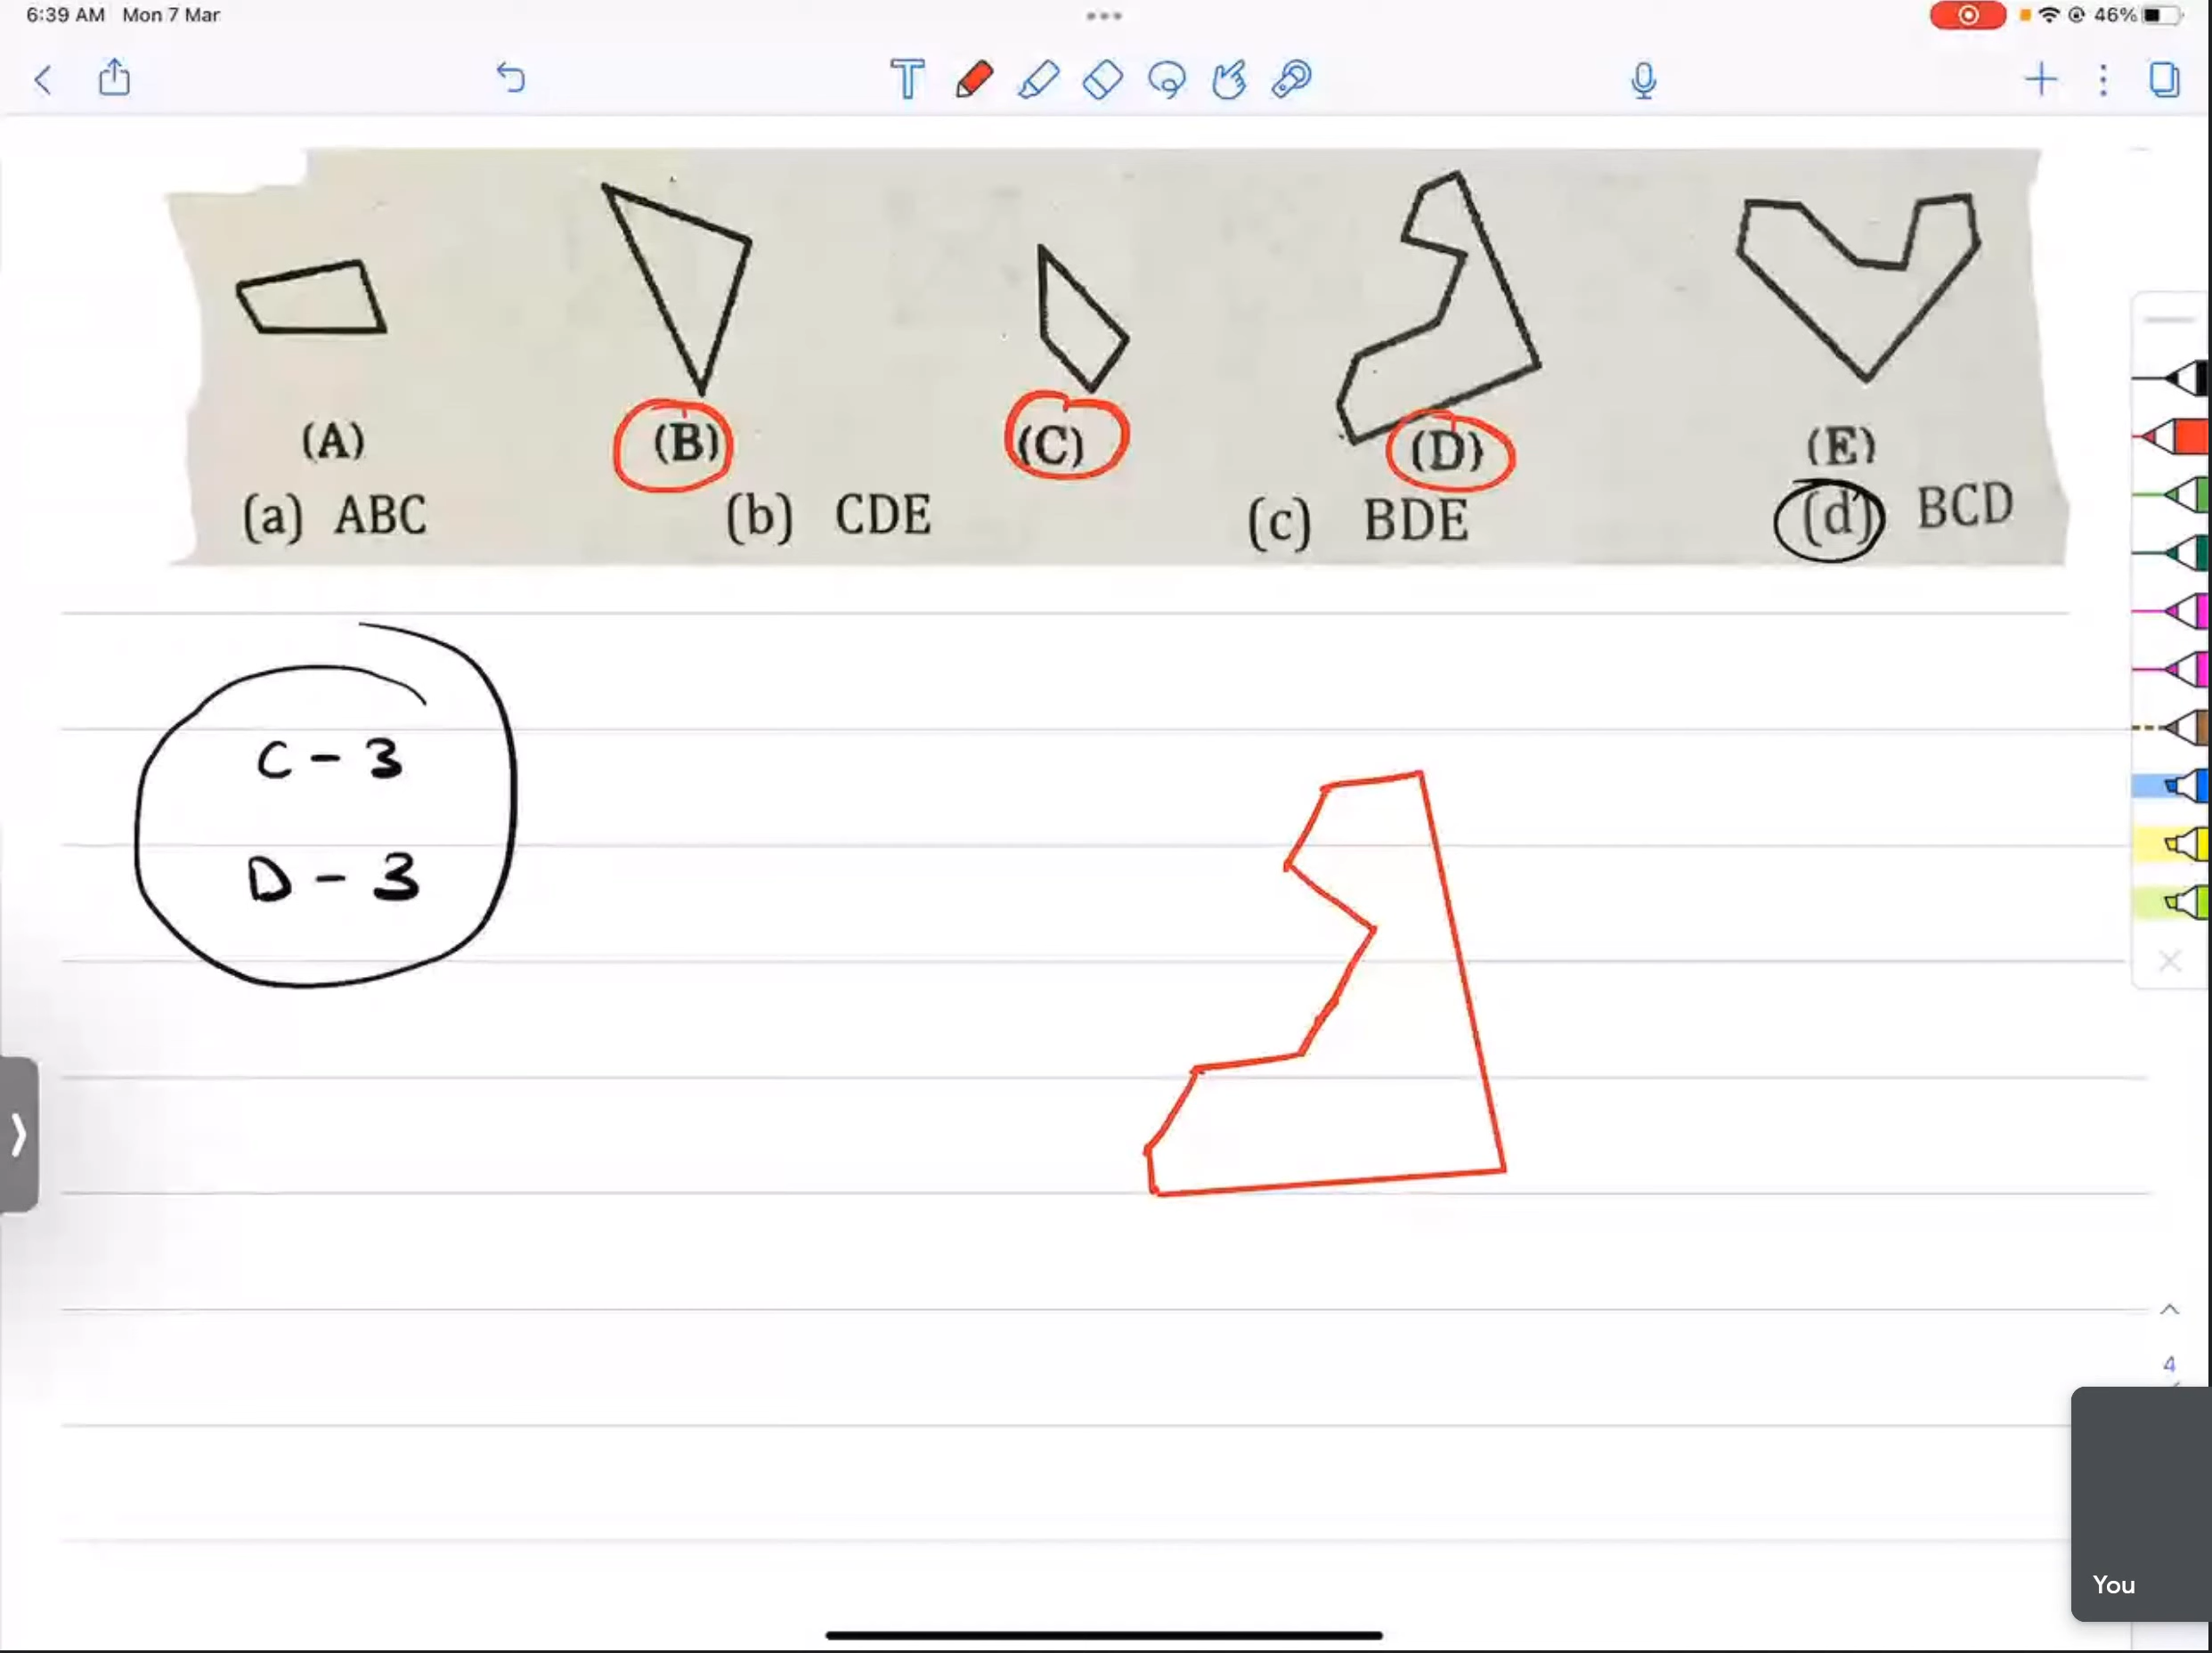 6:39 AM Mon 7 Mar
46%
T
(A) (B) (C) (D) (E)
(a) ABC (b) CDE (c) BDE (d) BCD
C - 3
D - 3
4
You